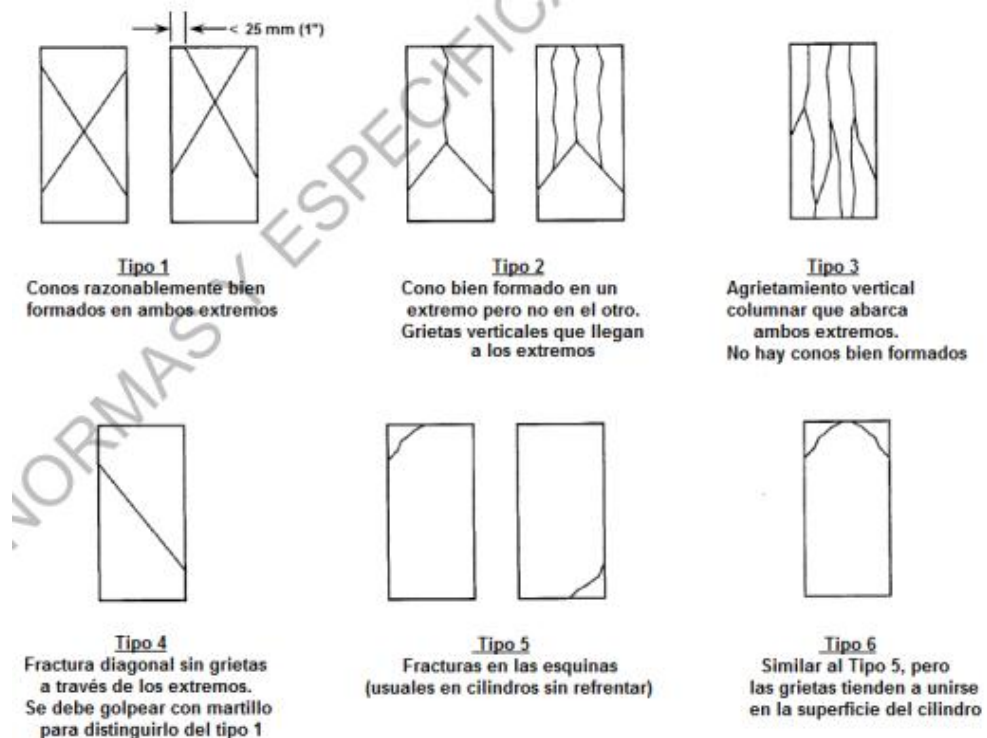 < 25 mm (1")
Tipo 1
Conos razonablemente bien
formados en ambos extremos
Tipo 2
Cono bien formado en un
extremo pero no en el otro.
Grietas verticales que llegan
a los extremos
Tipo 3
Agrietamiento vertical
columnar que abarca
ambos extremos.
No hay conos bien formados
Tipo 4
Fractura diagonal sin grietas
a través de los extremos.
Se debe golpear con martillo
para distinguirlo del tipo 1
Tipo 5
Fracturas en las esquinas
(usuales en cilindros sin refrentar)
Tipo 6
Similar al Tipo 5, pero
las grietas tienden a unirse
en la superficie del cilindro
NORMAS Y ESPECIFICA